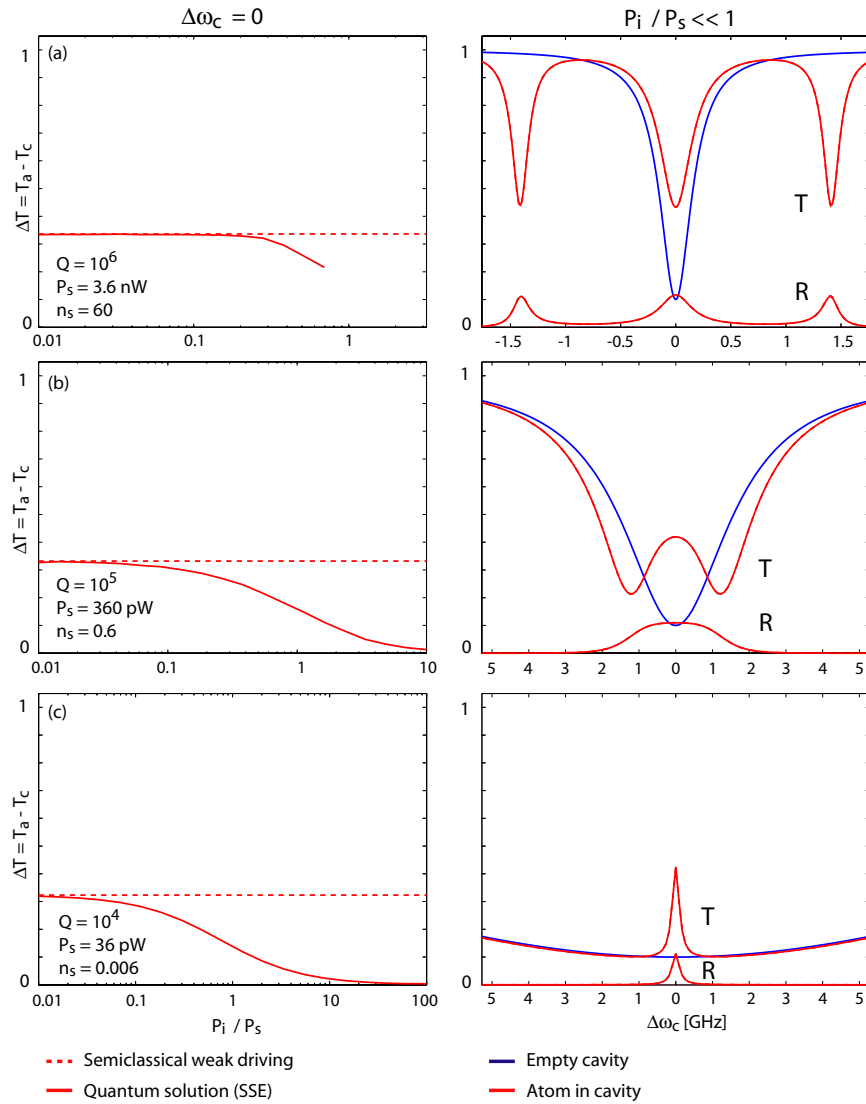 Δω_c = 0
P_i / P_s << 1
(a)
1
ΔT = T_a - T_c
Q = 10^6
P_s = 3.6 nW
n_s = 60
0
0.01
0.1
1
1
T
R
0
-1.5
-1
-0.5
0
0.5
1
1.5
(b)
1
ΔT = T_a - T_c
Q = 10^5
P_s = 360 pW
n_s = 0.6
0
0.01
0.1
1
10
1
T
R
0
5
4
3
2
1
0
1
2
3
4
5
(c)
1
ΔT = T_a - T_c
Q = 10^4
P_s = 36 pW
n_s = 0.006
0
0.01
0.1
1
10
100
P_i / P_s
1
T
R
0
5
4
3
2
1
0
1
2
3
4
5
Δω_c [GHz]
Semiclassical weak driving
Quantum solution (SSE)
Empty cavity
Atom in cavity